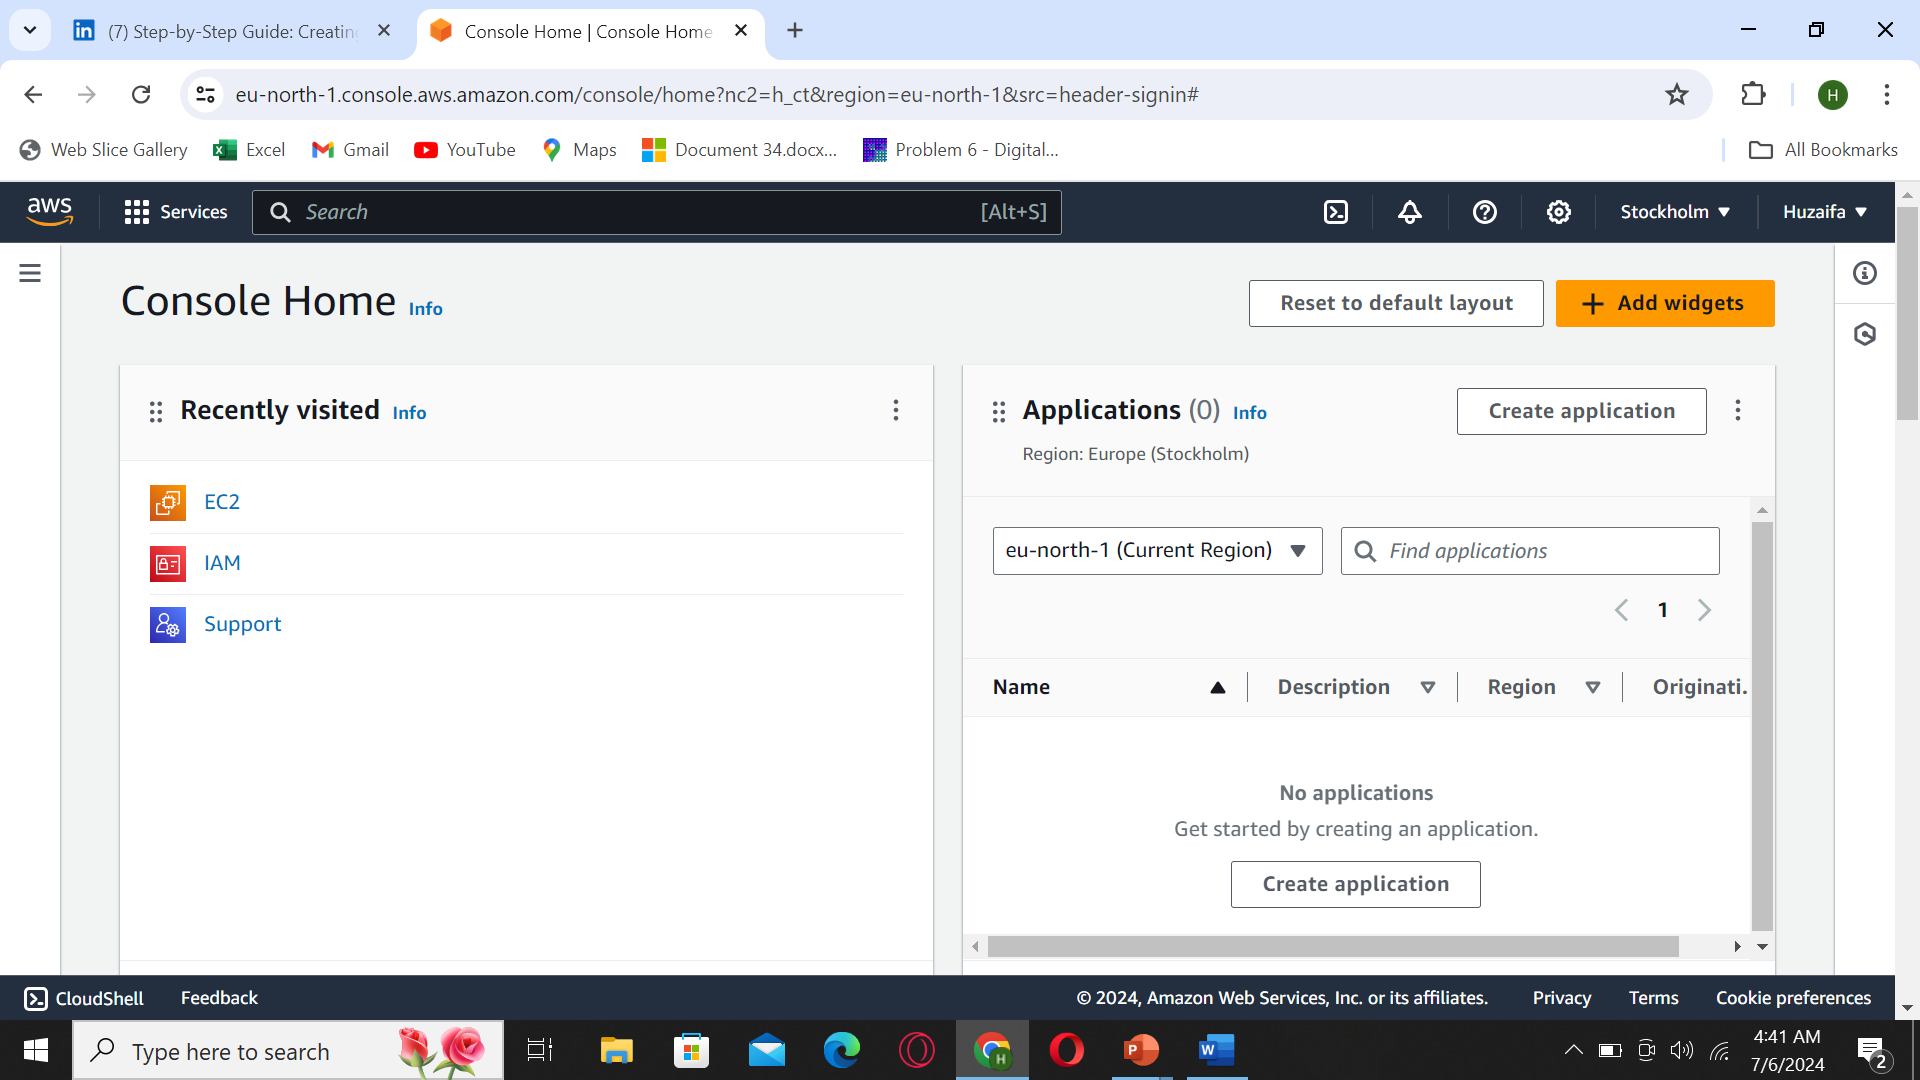 (7) Step-by-Step Guide: Creating
Console Home | Console Home
eu-north-1.console.aws.amazon.com/console/home?nc2=h_ct&region=eu-north-1&src=header-signin#
H
Web Slice Gallery
Excel
Gmail
YouTube
Maps
Document 34.docx...
Problem 6 - Digital...
All Bookmarks
aws
Services
Search
[Alt+S]
Stockholm
Huzaifa
Console Home Info
Reset to default layout
Add widgets
Recently visited Info
EC2
IAM
Support
Applications (0) Info
Create application
Region: Europe (Stockholm)
eu-north-1 (Current Region)
Find applications
1
Name
Description
Region
Originati.
No applications
Get started by creating an application.
Create application
CloudShell
Feedback
© 2024, Amazon Web Services, Inc. or its affiliates.
Privacy
Terms
Cookie preferences
Type here to search
4:41 AM
7/6/2024
2